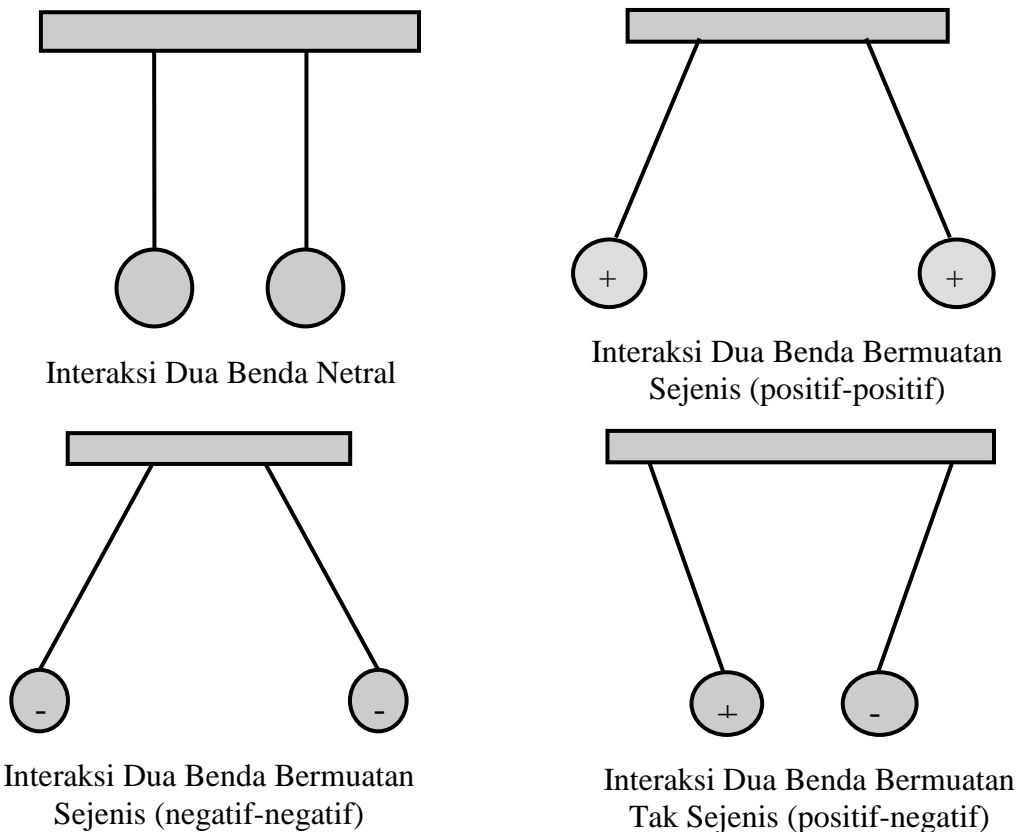 +
+
Interaksi Dua Benda Netral
Interaksi Dua Benda Bermuatan
Sejenis (positif-positif)
-
-
+
-
Interaksi Dua Benda Bermuatan
Sejenis (negatif-negatif)
Interaksi Dua Benda Bermuatan
Tak Sejenis (positif-negatif)